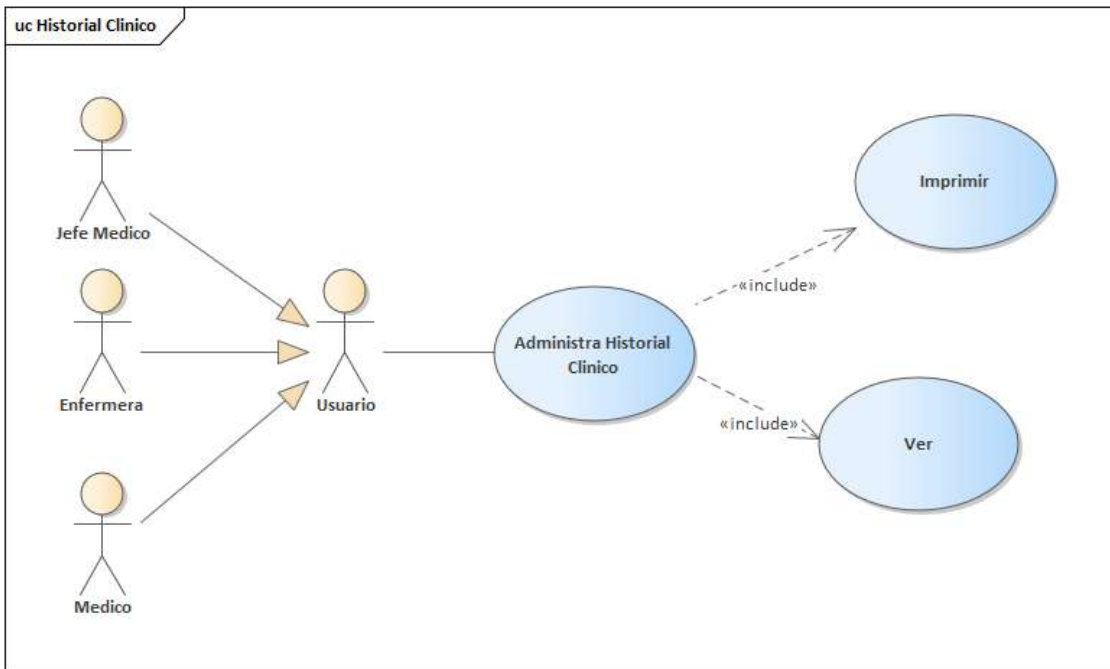 uc Historial Clinico
Jefe Medico
Enfermera
Medico
Usuario
Administra Historial
Clinico
«include»
Imprimir
«include»
Ver